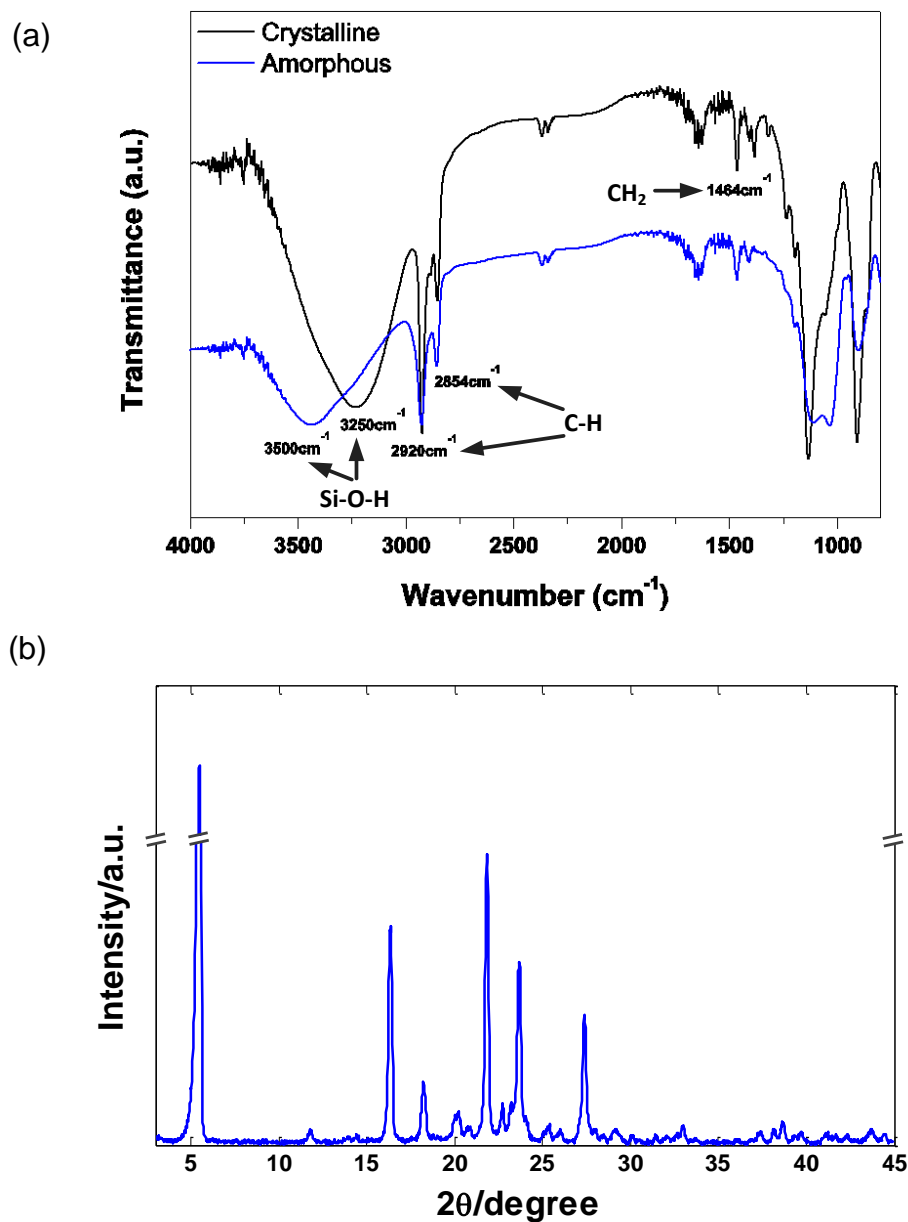 (a)
Crystalline
Amorphous
Transmittance (a.u.)
CH₂
1464cm⁻¹
2854cm⁻¹
C-H
3250cm⁻¹
3500cm⁻¹
2920cm⁻¹
Si-O-H
4000 3500 3000 2500 2000 1500 1000
Wavenumber (cm⁻¹)
(b)
Intensity/a.u.
5 10 15 20 25 30 35 40 45
2θ/degree